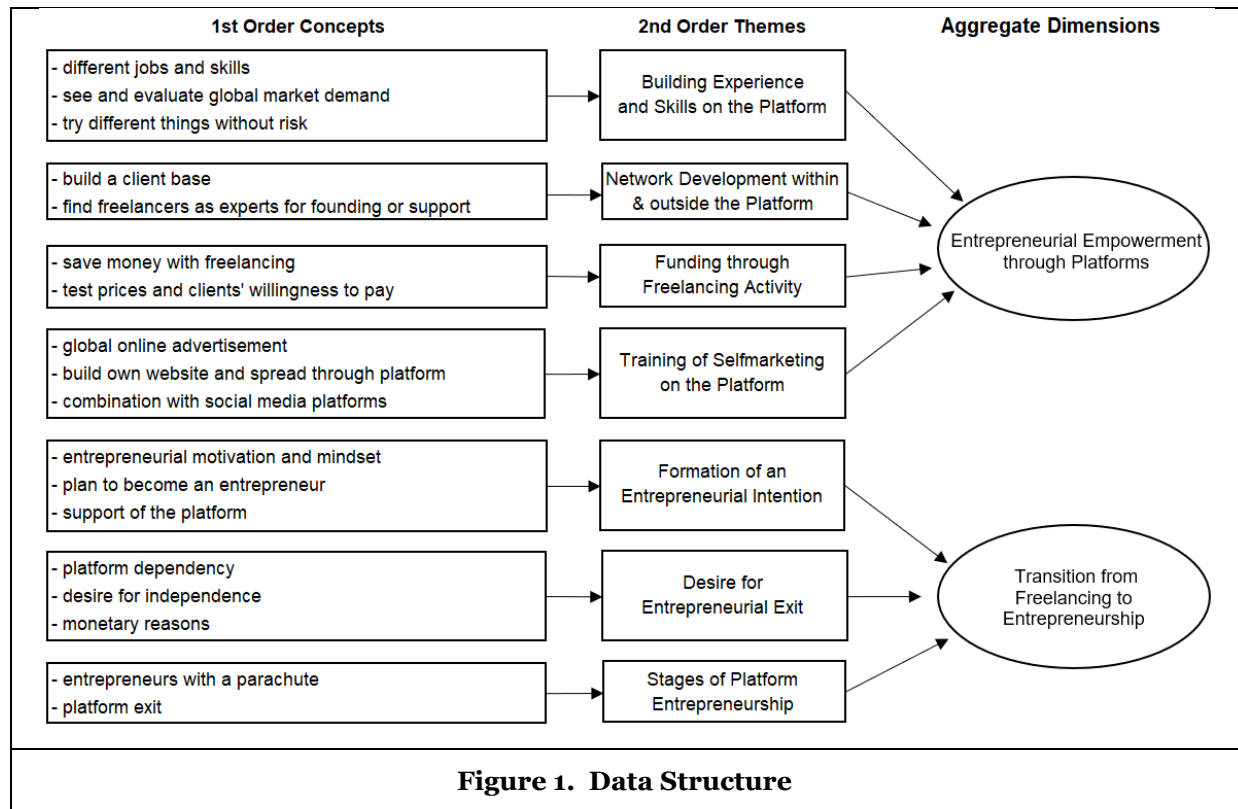 1st Order Concepts
2nd Order Themes
Aggregate Dimensions
- different jobs and skills
- see and evaluate global market demand
- try different things without risk
Building Experience
and Skills on the Platform
- build a client base
- find freelancers as experts for founding or support
Network Development within
& outside the Platform
- save money with freelancing
- test prices and clients' willingness to pay
Funding through
Freelancing Activity
- global online advertisement
- build own website and spread through platform
- combination with social media platforms
Training of Selfmarketing
on the Platform
Entrepreneurial Empowerment
through Platforms
- entrepreneurial motivation and mindset
- plan to become an entrepreneur
- support of the platform
Formation of an
Entrepreneurial Intention
- platform dependency
- desire for independence
- monetary reasons
Desire for
Entrepreneurial Exit
- entrepreneurs with a parachute
- platform exit
Stages of Platform
Entrepreneurship
Transition from
Freelancing to
Entrepreneurship
Figure 1. Data Structure